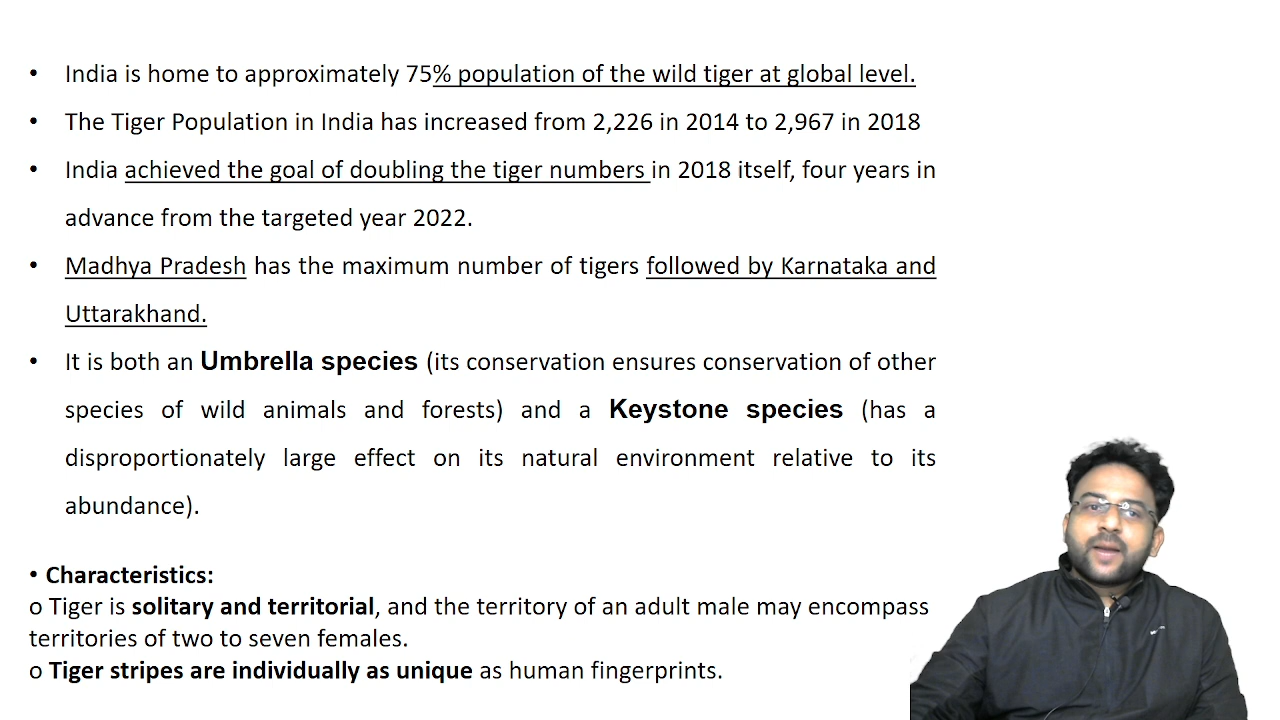 • India is home to approximately 75% population of the wild tiger at global level.
• The Tiger Population in India has increased from 2,226 in 2014 to 2,967 in 2018
• India achieved the goal of doubling the tiger numbers in 2018 itself, four years in
advance from the targeted year 2022.
• Madhya Pradesh has the maximum number of tigers followed by Karnataka and
Uttarakhand.
• It is both an Umbrella species (its conservation ensures conservation of other
species of wild animals and forests) and a Keystone species (has a
disproportionately large effect on its natural environment relative to its
abundance).
• Characteristics:
o Tiger is solitary and territorial, and the territory of an adult male may encompass
territories of two to seven females.
o Tiger stripes are individually as unique as human fingerprints.